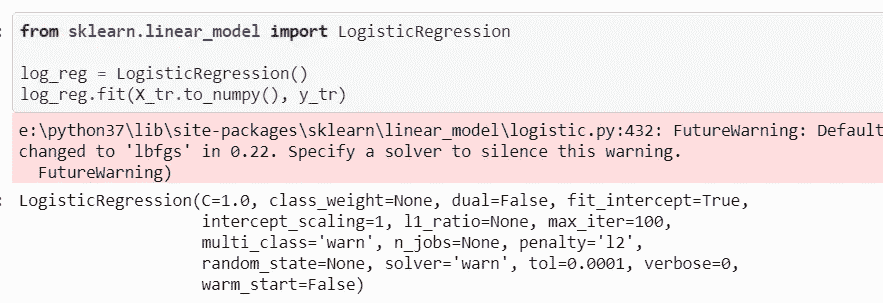 from sklearn.linear_model import LogisticRegression
log_reg = LogisticRegression()
log_reg.fit(X_tr.to_numpy(), y_tr)
e:\python37\lib\site-packages\sklearn\linear_model\logistic.py:432: FutureWarning: Default
changed to 'lbfgs' in 0.22. Specify a solver to silence this warning.
FutureWarning)
LogisticRegression(C=1.0, class_weight=None, dual=False, fit_intercept=True,
intercept_scaling=1, l1_ratio=None, max_iter=100,
multi_class='warn', n_jobs=None, penalty='l2',
random_state=None, solver='warn', tol=0.0001, verbose=0,
warm_start=False)